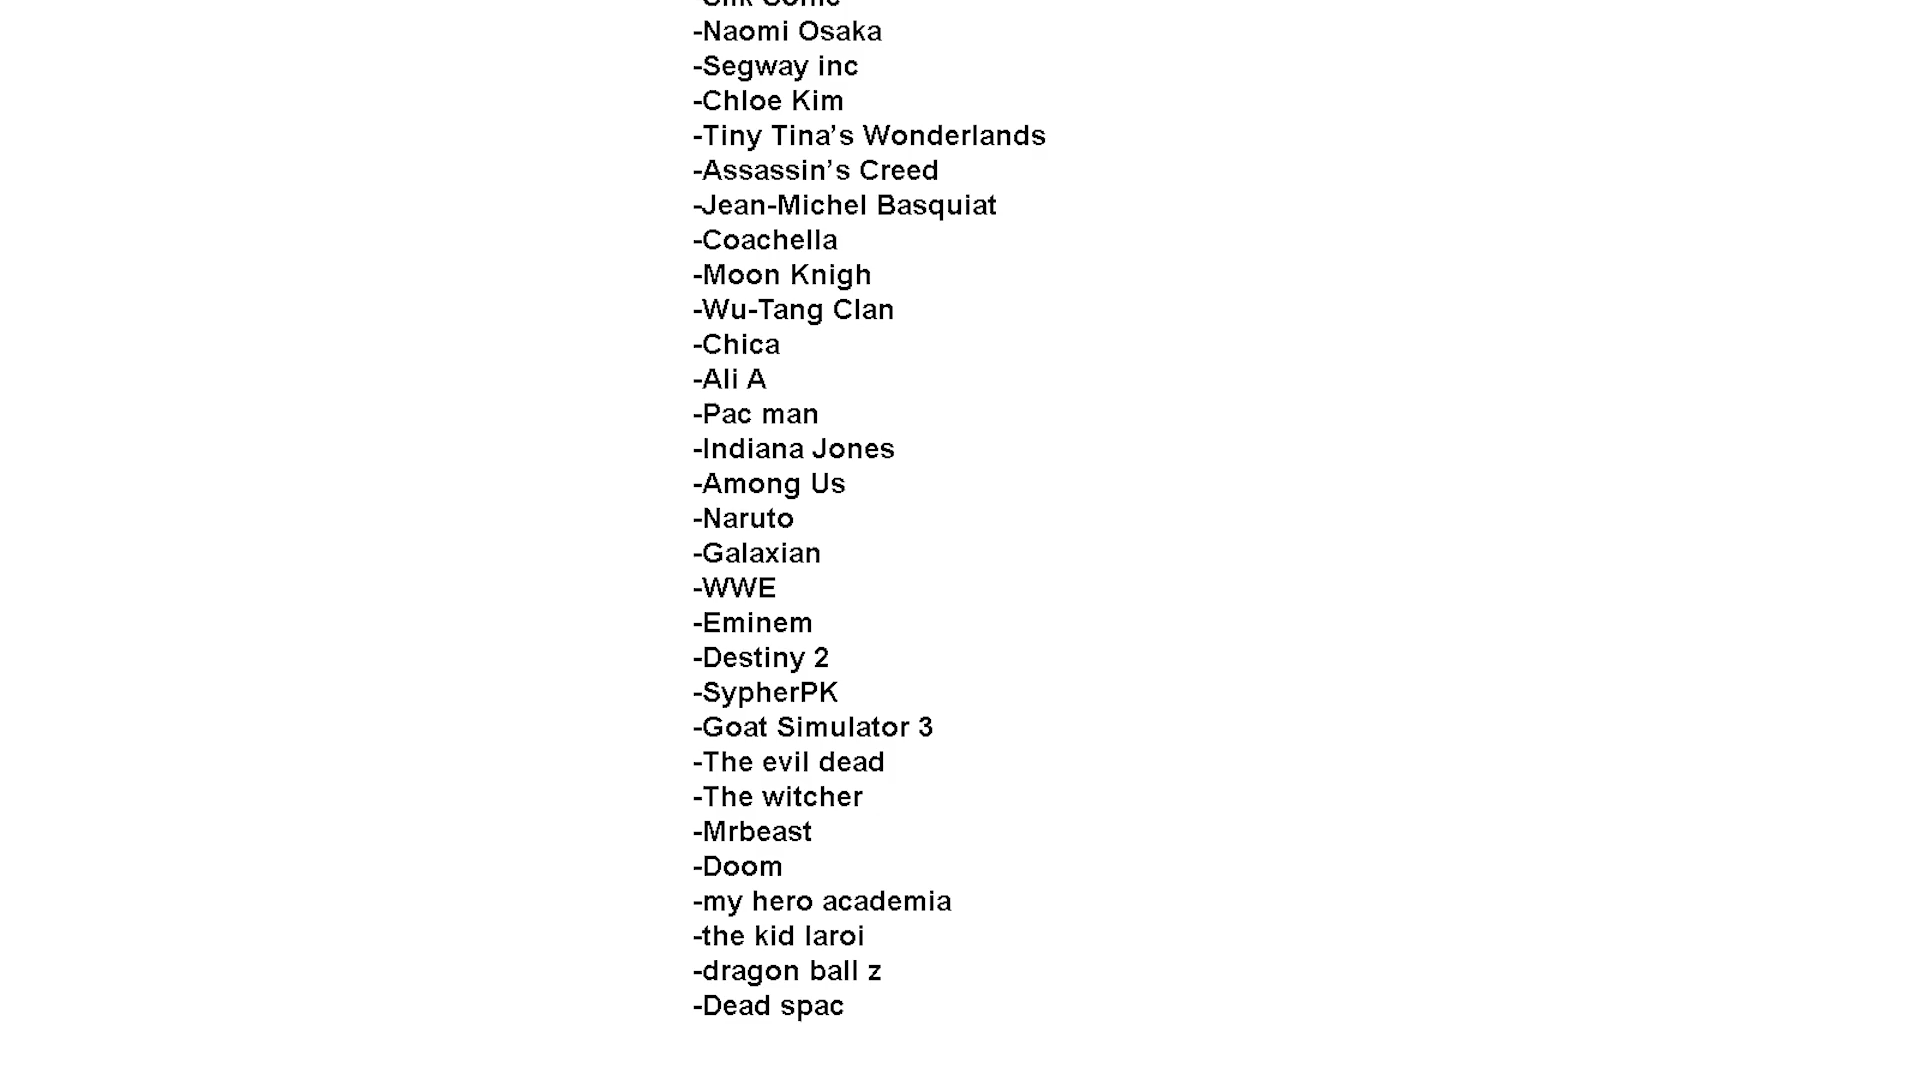 -Naomi Osaka
-Segway inc
-Chloe Kim
-Tiny Tina’s Wonderlands
-Assassin’s Creed
-Jean-Michel Basquiat
-Coachella
-Moon Knigh
-Wu-Tang Clan
-Chica
-Ali A
-Pac man
-Indiana Jones
-Among Us
-Naruto
-Galaxian
-WWE
-Eminem
-Destiny 2
-SypherPK
-Goat Simulator 3
-The evil dead
-The witcher
-Mrbeast
-Doom
-my hero academia
-the kid laroi
-dragon ball z
-Dead spac